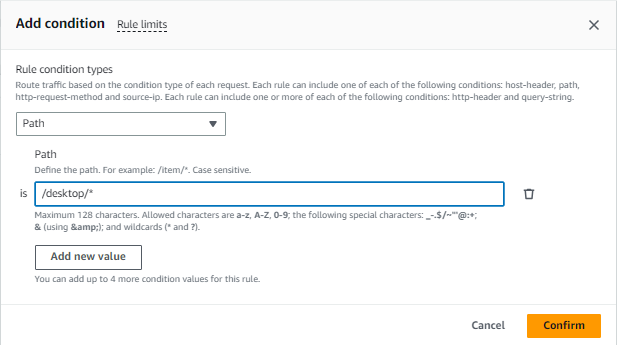 Add condition Rule limits
Rule condition types
Route traffic based on the condition type of each request. Each rule can include one of each of the following conditions: host-header, path,
http-request-method and source-ip. Each rule can include one or more of each of the following conditions: http-header and query-string.
Path
Path
Define the path. For example: /item/*. Case sensitive.
is /desktop/*
Maximum 128 characters. Allowed characters are a-z, A-Z, 0-9; the following special characters: _-.$/~"'@:+;
& (using &amp;); and wildcards (* and ?).
Add new value
You can add up to 4 more condition values for this rule.
Cancel Confirm